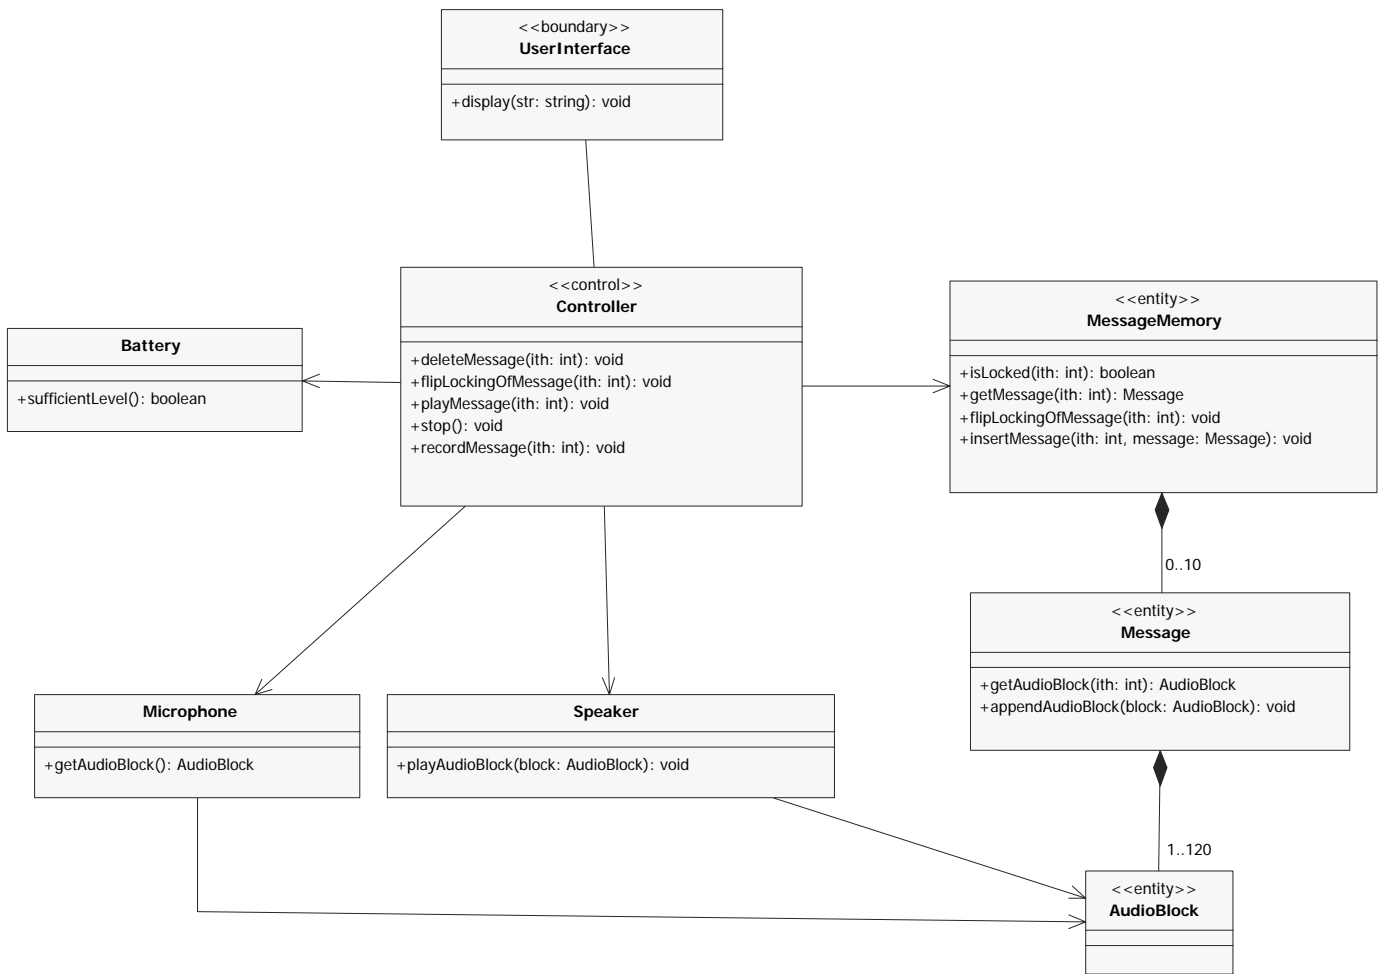 <<boundary>>
UserInterface
+display(str: string): void
<<control>>
Controller
+deleteMessage(ith: int): void
+flipLockingOfMessage(ith: int): void
+playMessage(ith: int): void
+stop(): void
+recordMessage(ith: int): void
<<entity>>
MessageMemory
+isLocked(ith: int): boolean
+getMessage(ith: int): Message
+flipLockingOfMessage(ith: int): void
+insertMessage(ith: int, message: Message): void
Battery
+sufficientLevel(): boolean
0..10
<<entity>>
Message
+getAudioBlock(ith: int): AudioBlock
+appendAudioBlock(block: AudioBlock): void
Microphone
+getAudioBlock(): AudioBlock
Speaker
+playAudioBlock(block: AudioBlock): void
1..120
<<entity>>
AudioBlock